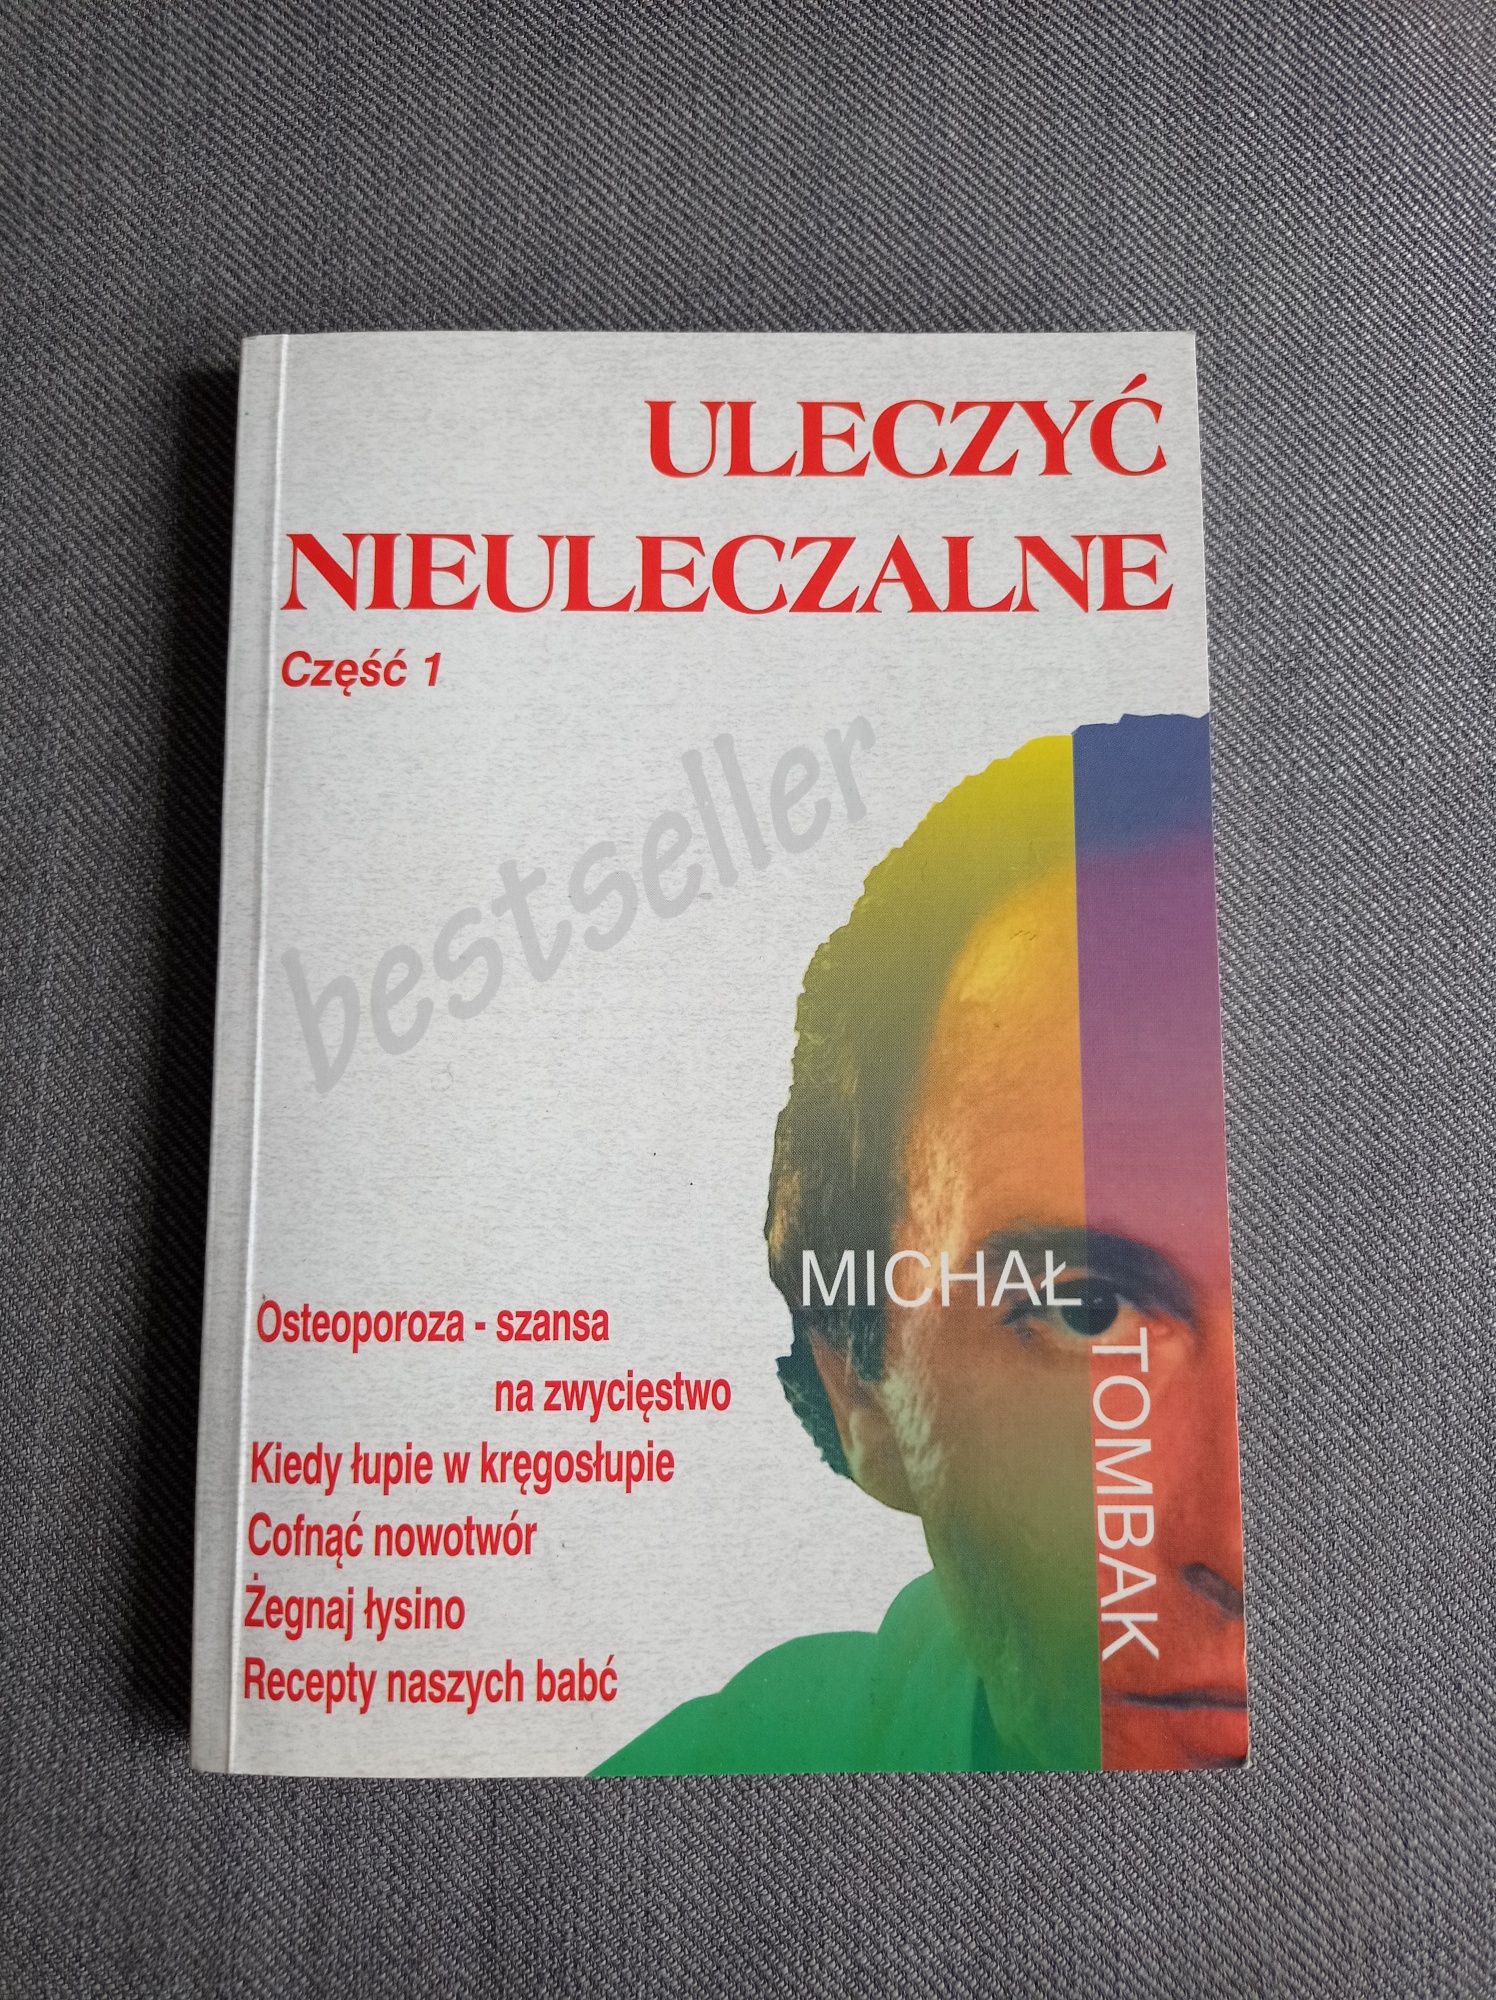 ULECZYĆ
NIEULECZALNE
Część 1
bestseller
MICHAŁ
TOMBAK
Osteoporoza - szansa
na zwycięstwo
Kiedy łupie w kręgosłupie
Cofnąć nowotwór
Żegnaj łysino
Recepty naszych babć